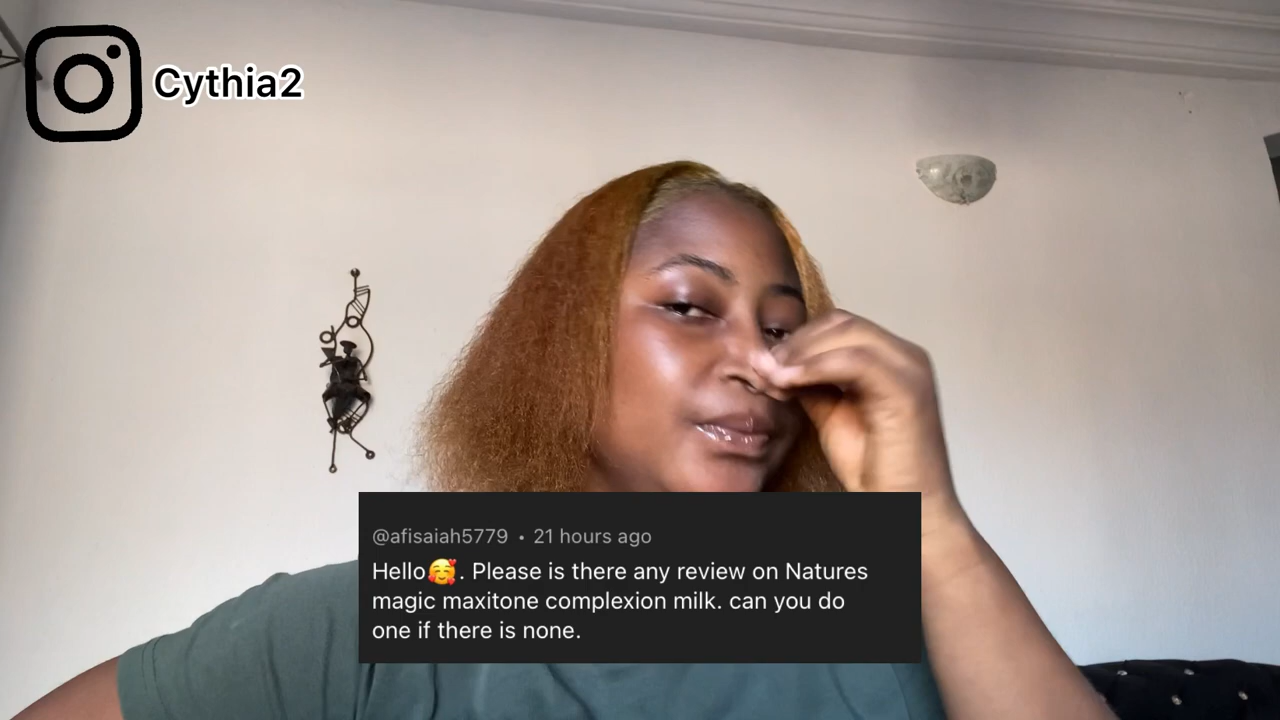 Cythia2
@afisaiah5779 • 21 hours ago
Hello🥰. Please is there any review on Natures
magic maxitone complexion milk. can you do
one if there is none.